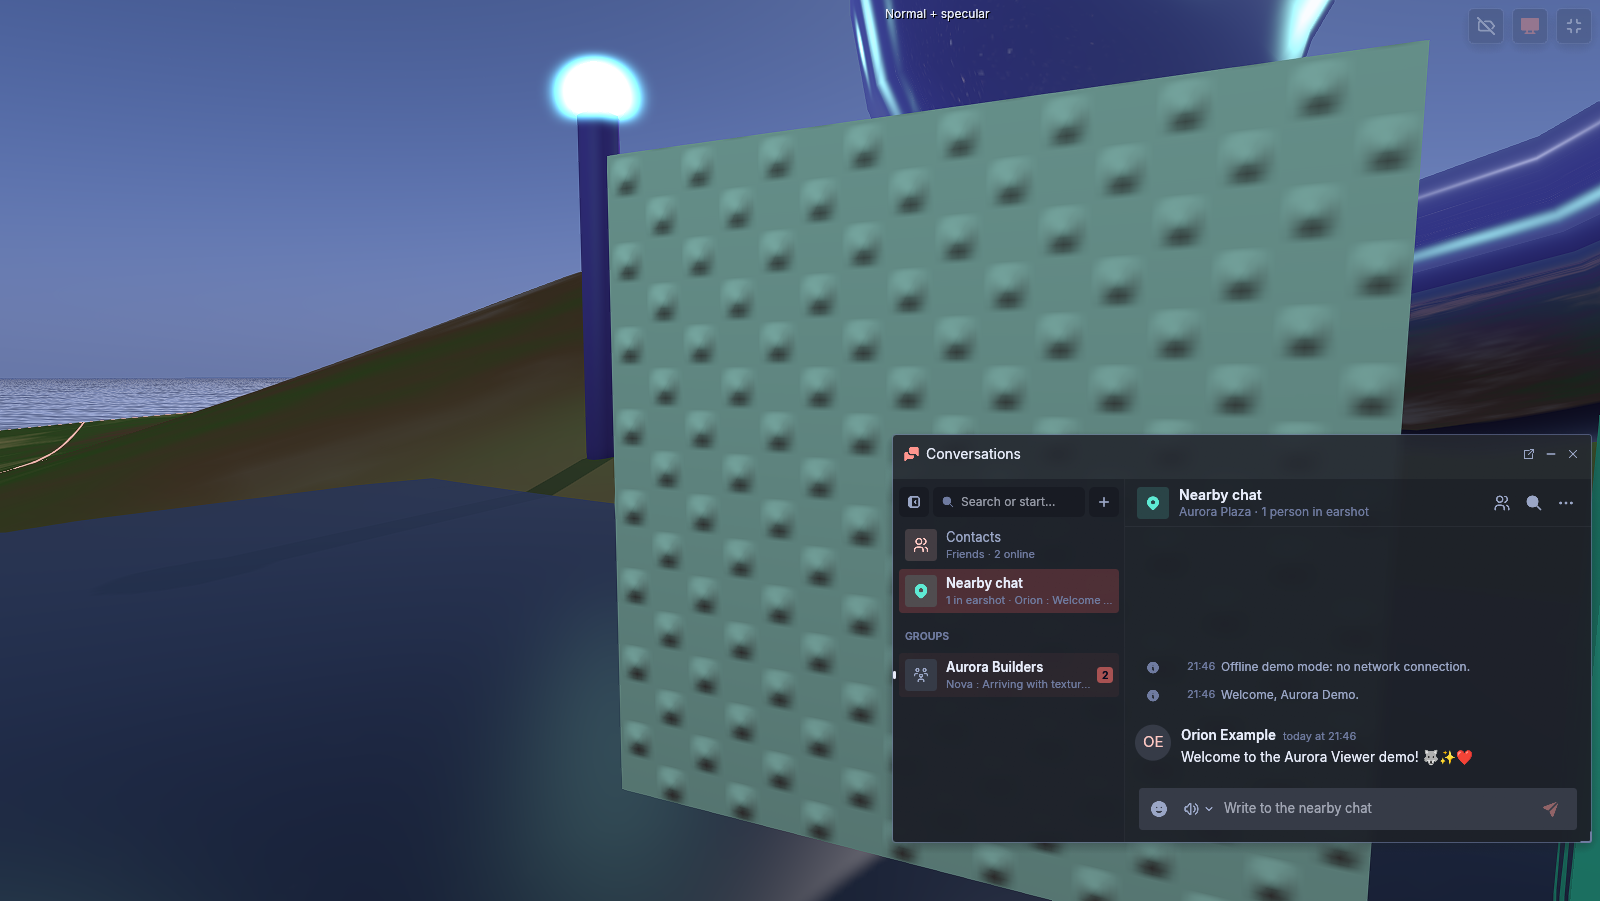 Normal + specular
Conversations
Search or start...
Contacts
Friends · 2 online
Nearby chat
1 in earshot · Orion : Welcome ...
GROUPS
Aurora Builders
Nova : Arriving with textur...
2
Nearby chat
Aurora Plaza · 1 person in earshot
21:46 Offline demo mode: no network connection.
21:46 Welcome, Aurora Demo.
OE
Orion Example today at 21:46
Welcome to the Aurora Viewer demo! 🐺✨❤️
Write to the nearby chat